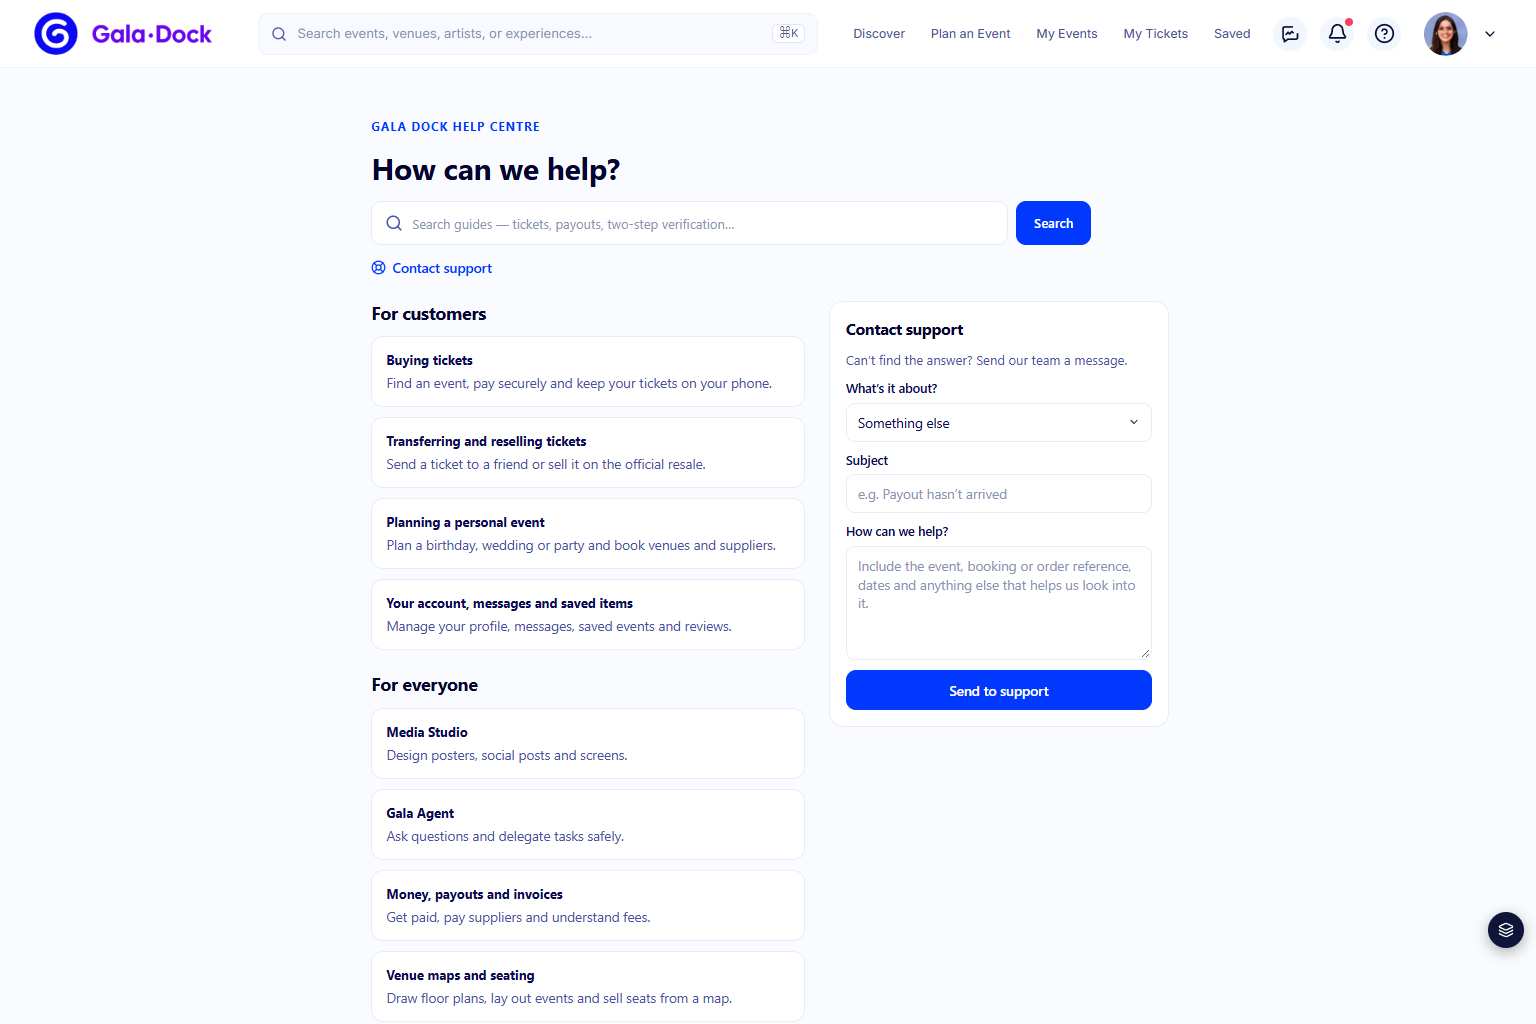 Gala·Dock
Search events, venues, artists, or experiences...
⌘K
Discover
Plan an Event
My Events
My Tickets
Saved
GALA DOCK HELP CENTRE
How can we help?
Search guides — tickets, payouts, two-step verification...
Search
Contact support
For customers
Buying tickets
Find an event, pay securely and keep your tickets on your phone.
Transferring and reselling tickets
Send a ticket to a friend or sell it on the official resale.
Planning a personal event
Plan a birthday, wedding or party and book venues and suppliers.
Your account, messages and saved items
Manage your profile, messages, saved events and reviews.
For everyone
Media Studio
Design posters, social posts and screens.
Gala Agent
Ask questions and delegate tasks safely.
Money, payouts and invoices
Get paid, pay suppliers and understand fees.
Venue maps and seating
Draw floor plans, lay out events and sell seats from a map.
Contact support
Can't find the answer? Send our team a message.
What's it about?
Something else
Subject
e.g. Payout hasn't arrived
How can we help?
Include the event, booking or order reference,
dates and anything else that helps us look into
it.
Send to support